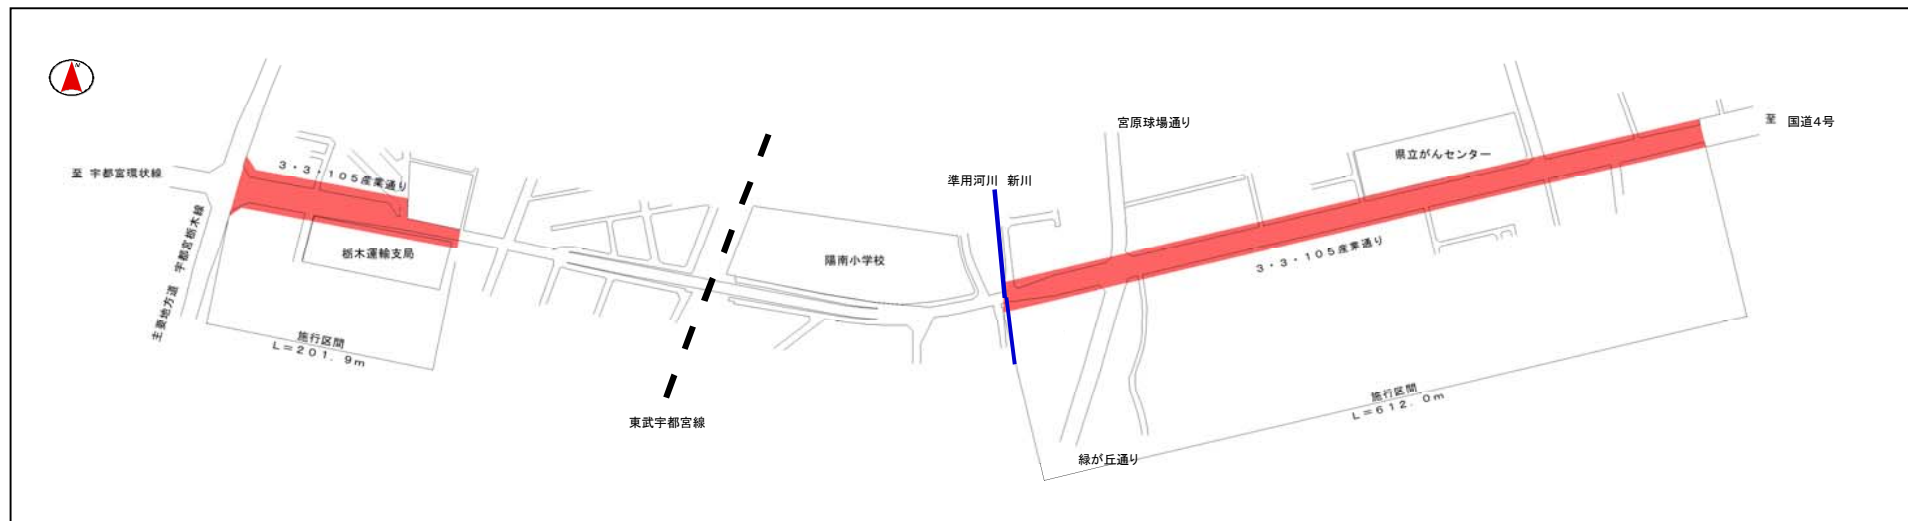 N
宮原球場通り
至 国道4号
県立がんセンター
3・3・105産業通り
至 宇都宮環状線
準用河川 新川
主要地方道 宇都宮栃木線
栃木運輸支局
陽南小学校
3・3・105産業通り
施行区間
L=201.9m
施行区間
L=612.0m
東武宇都宮線
緑が丘通り